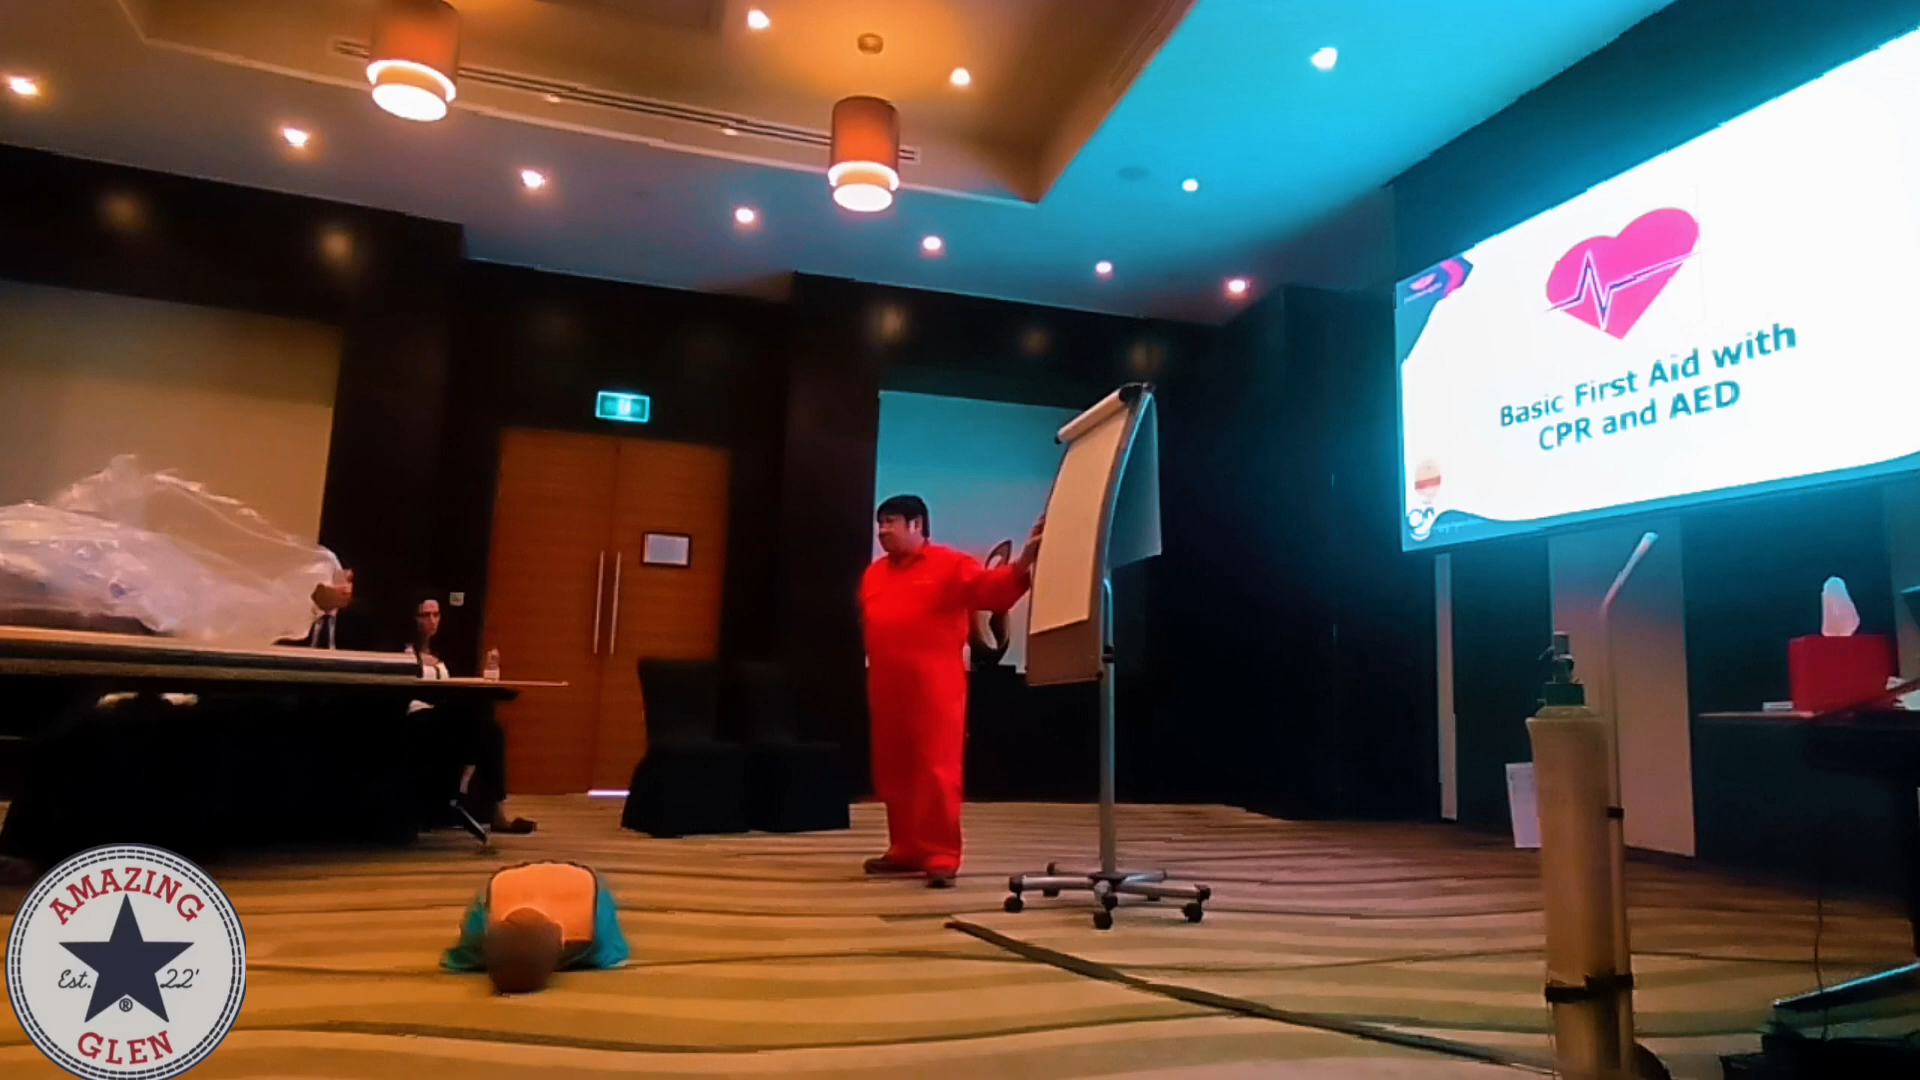 Basic First Aid with
CPR and AED
AMAZING
Est. 22'
®
GLEN